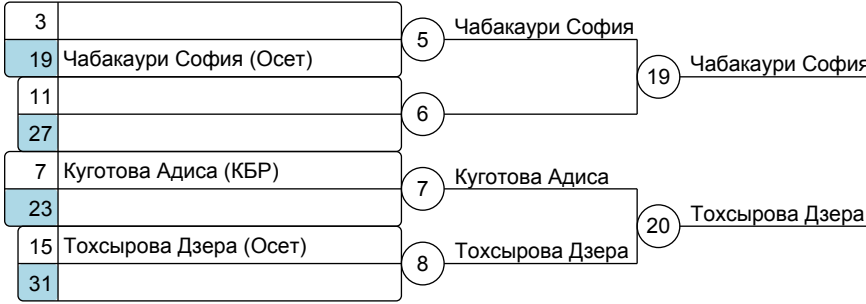 3
19 Чабакаури София (Осет)
5
Чабакаури София
11
27
6
19
Чабакаури София
7 Куготова Адиса (КБР)
23
7
Куготова Адиса
15 Тохсырова Дзера (Осет)
31
8
Тохсырова Дзера
20
Тохсырова Дзера